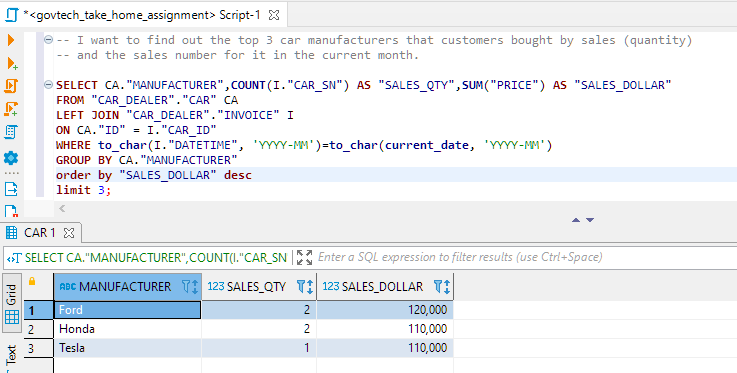 *<govtech_take_home_assignment> Script-1
-- I want to find out the top 3 car manufacturers that customers bought by sales (quantity)
-- and the sales number for it in the current month.
SELECT CA."MANUFACTURER",COUNT(I."CAR_SN") AS "SALES_QTY",SUM("PRICE") AS "SALES_DOLLAR"
FROM "CAR_DEALER"."CAR" CA
LEFT JOIN "CAR_DEALER"."INVOICE" I
ON CA."ID" = I."CAR_ID"
WHERE to_char(I."DATETIME", 'YYYY-MM')=to_char(current_date, 'YYYY-MM')
GROUP BY CA."MANUFACTURER"
order by "SALES_DOLLAR" desc
limit 3;
CAR 1
SELECT CA."MANUFACTURER",COUNT(I."CAR_SN Enter a SQL expression to filter results (use Ctrl+Space)
Grid
Text
ABC MANUFACTURER 123 SALES_QTY 123 SALES_DOLLAR
1 Ford 2 120,000
2 Honda 2 110,000
3 Tesla 1 110,000